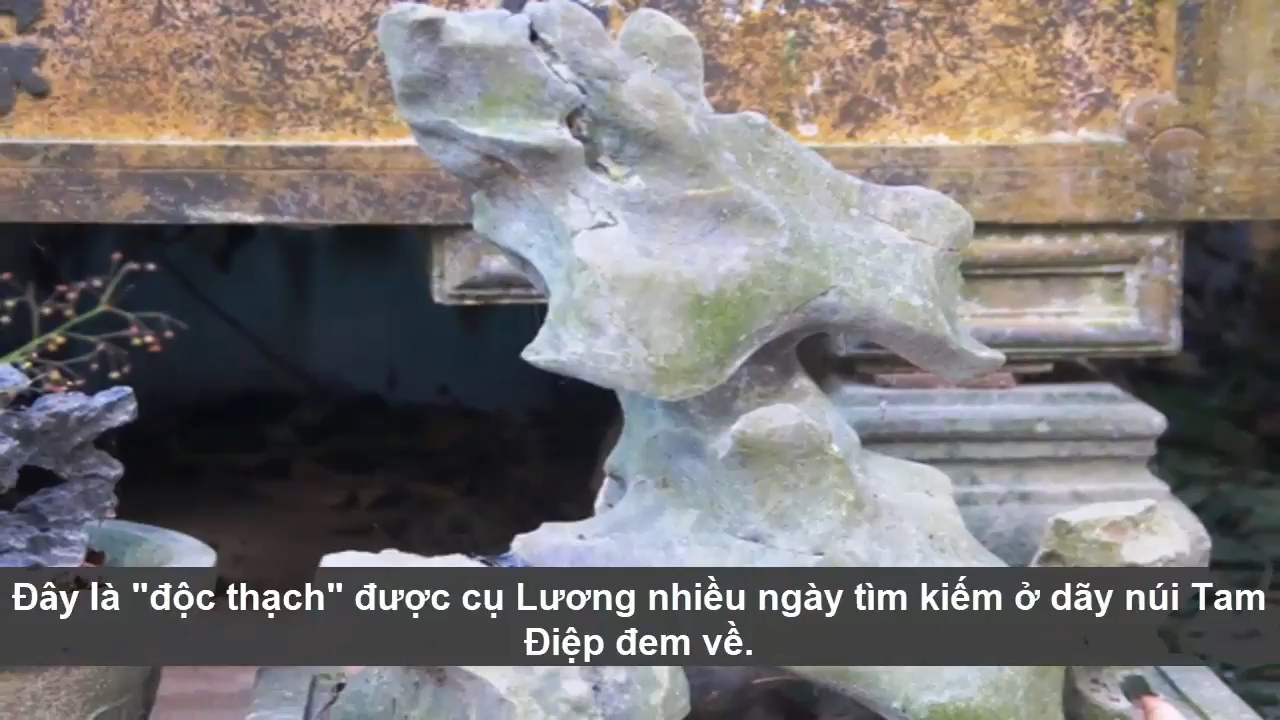 Đây là "độc thạch" được cụ Lương nhiều ngày tìm kiếm ở dãy núi Tam
Điệp đem về.